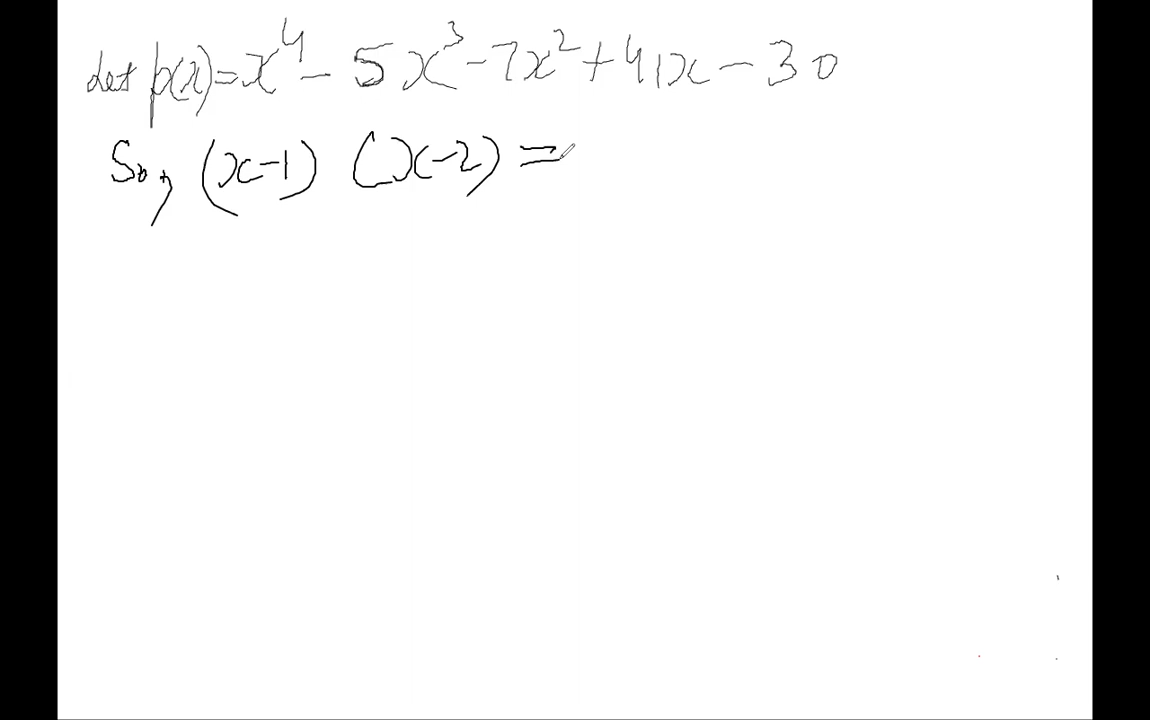 Let p(x) = x⁴ - 5x³ - 7x² + 41x - 30
So, (x-1) (x-2) =